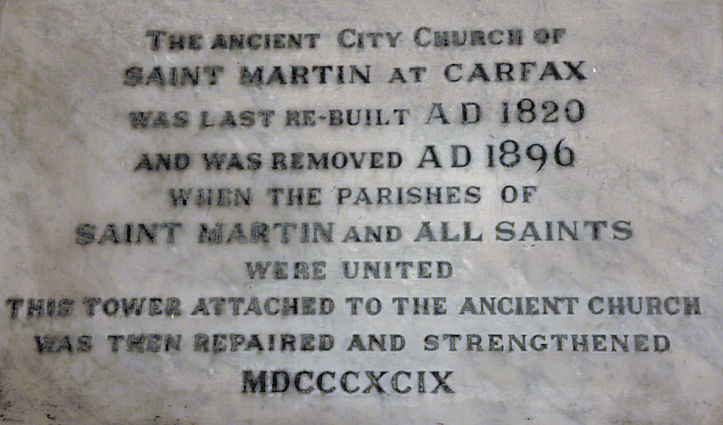 THE ANCIENT CITY CHURCH OF
SAINT MARTIN AT CARFAX
WAS LAST RE-BUILT AD 1820
AND WAS REMOVED AD 1896
WHEN THE PARISHES OF
SAINT MARTIN AND ALL SAINTS
WERE UNITED
THIS TOWER ATTACHED TO THE ANCIENT CHURCH
WAS THEN REPAIRED AND STRENGTHENED
MDCCCXCIX